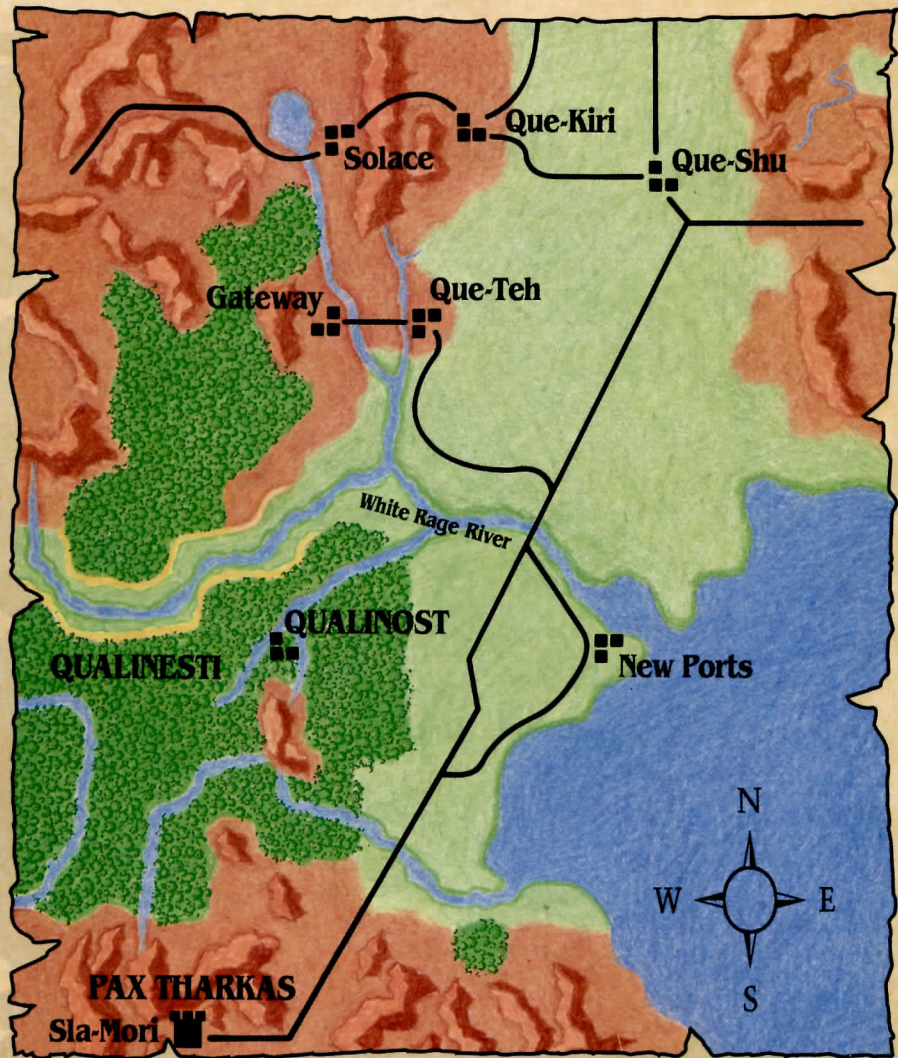 Que-Kiri
Solace
Que-Shu
Gateway
Que-Teh
White Rage River
QUALINOST
QUALINESTI
New Ports
N
W
E
S
PAX THARKAS
Sla-Mori